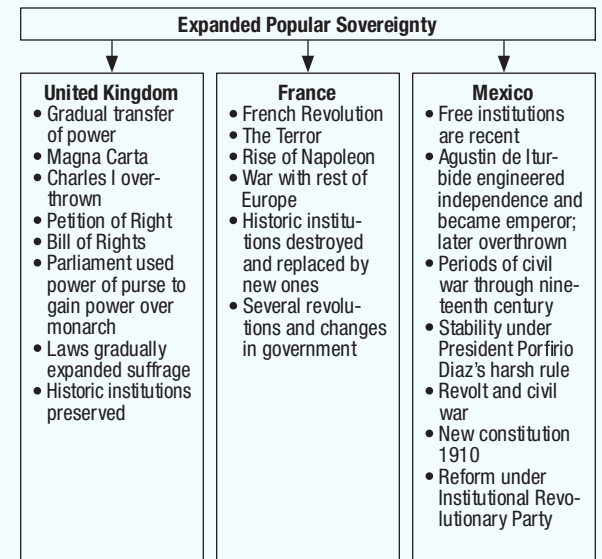 Expanded Popular Sovereignty
United Kingdom
• Gradual transfer
of power
• Magna Carta
• Charles I over-
thrown
• Petition of Right
• Bill of Rights
• Parliament used
power of purse to
gain power over
monarch
• Laws gradually
expanded suffrage
• Historic institutions
preserved
France
• French Revolution
• The Terror
• Rise of Napoleon
• War with rest of
Europe
• Historic institu-
tions destroyed
and replaced by
new ones
• Several revolu-
tions and changes
in government
Mexico
• Free institutions
are recent
• Agustin de Itur-
bide engineered
independence and
became emperor;
later overthrown
• Periods of civil
war through nine-
teenth century
• Stability under
President Porfirio
Diaz's harsh rule
• Revolt and civil
war
• New constitution
1910
• Reform under
Institutional Revo-
lutionary Party